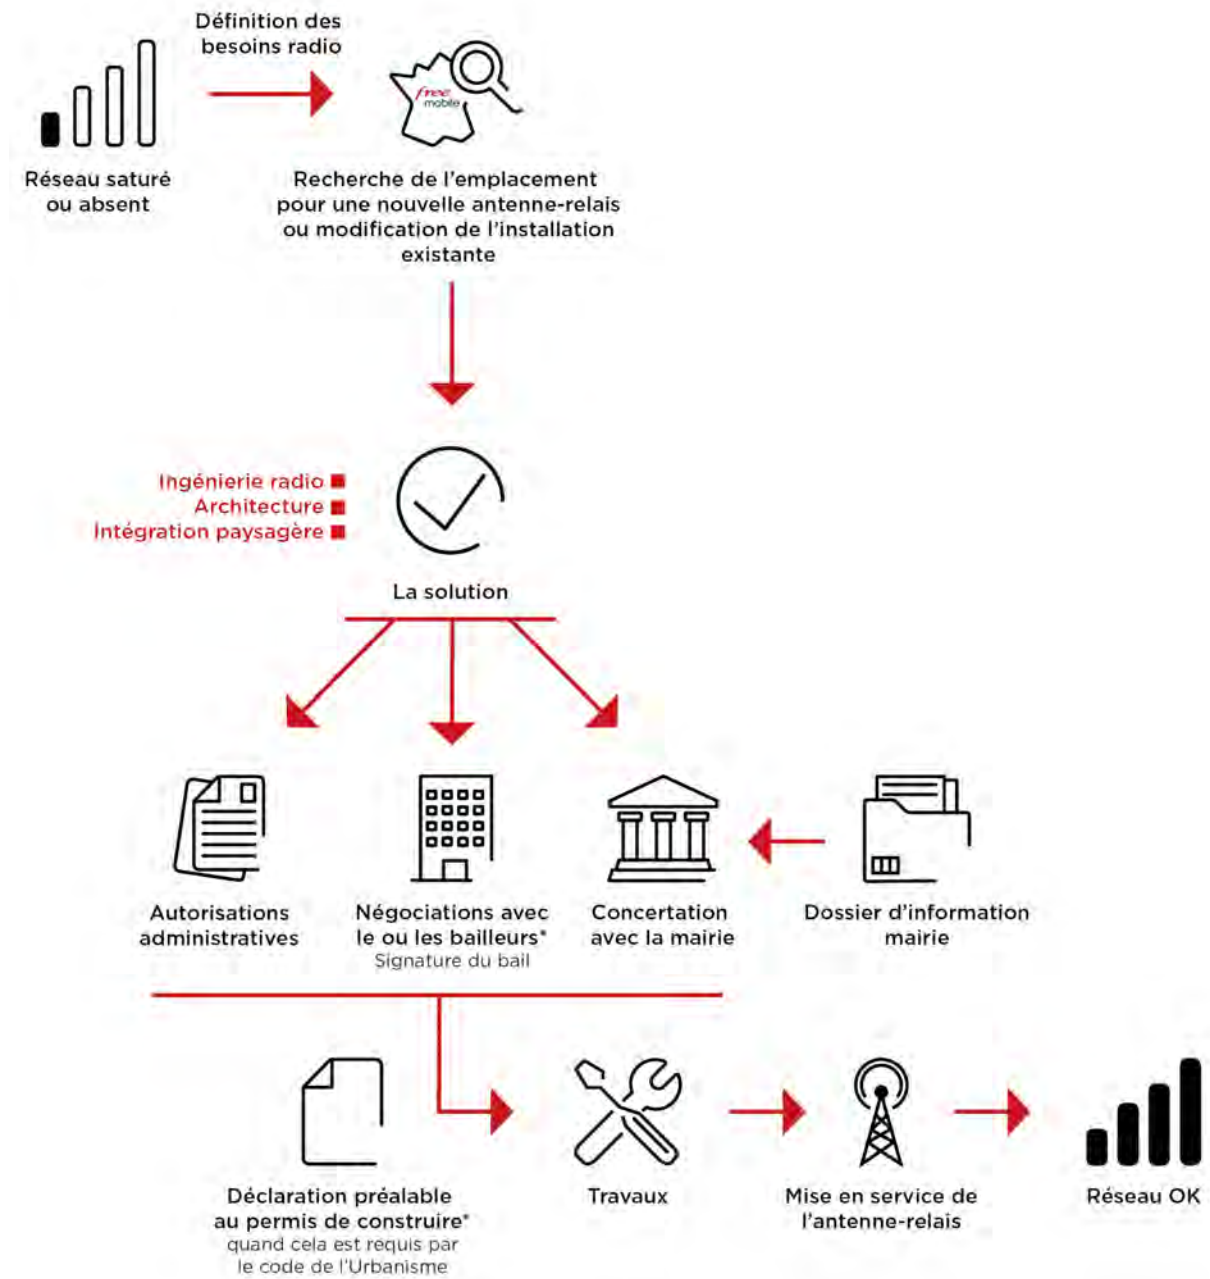 Définition des
besoins radio
free
mobile
Réseau saturé
ou absent
Recherche de l'emplacement
pour une nouvelle antenne-relais
ou modification de l'installation
existante
Ingénierie radio
Architecture
Intégration paysagère
La solution
Autorisations
administratives
Négociations avec
le ou les bailleurs*
Signature du bail
Concertation
avec la mairie
Dossier d'information
mairie
Déclaration préalable
au permis de construire*
quand cela est requis par
le code de l'Urbanisme
Travaux
Mise en service de
l'antenne-relais
Réseau OK